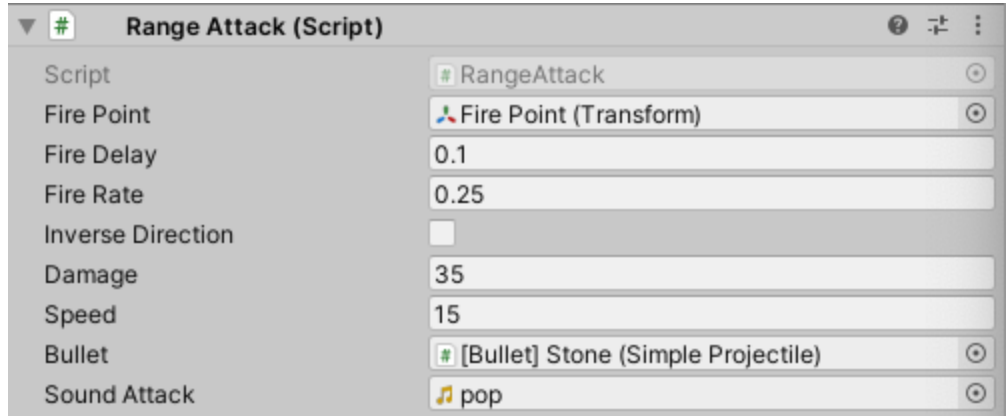 Range Attack (Script)
Script RangeAttack
Fire Point Fire Point (Transform)
Fire Delay 0.1
Fire Rate 0.25
Inverse Direction
Damage 35
Speed 15
Bullet [Bullet] Stone (Simple Projectile)
Sound Attack pop